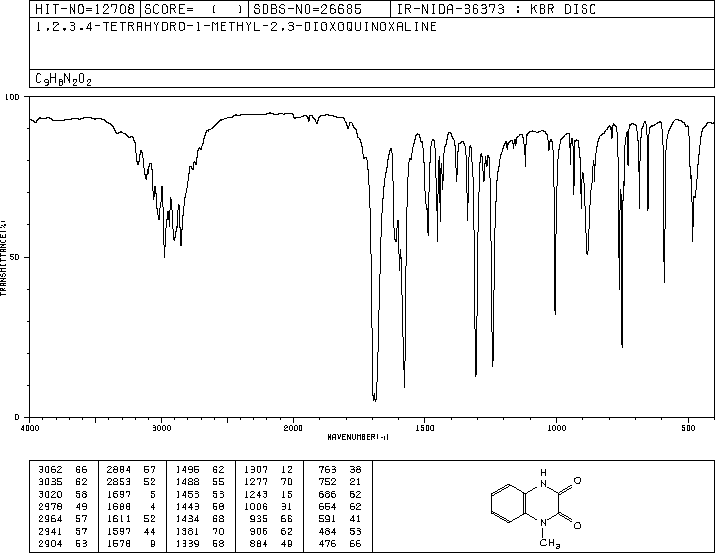 HIT-NO=12708 SCORE= ( ) SDBS-NO=26685 IR-NIDA-36373 : KBR DISC
1,2,3,4-TETRAHYDRO-1-METHYL-2,3-DIOXOQUINOXALINE
C9H8N2O2
100
TRANSMITTANCE(%)
50
0
4000 3000 2000 1500 1000 500
WAVENUMBER(-1)
3062 66 2884 57 1496 62 1307 12 763 38
3035 62 2853 52 1488 55 1277 70 752 21
3020 58 1697 5 1453 53 1243 15 686 62
2978 49 1688 4 1443 58 1006 31 654 62
2964 57 1611 52 1434 68 935 66 591 41
2941 57 1597 44 1381 70 906 62 484 53
2904 53 1578 9 1339 58 884 49 476 66
H
N
O
N
O
CH3